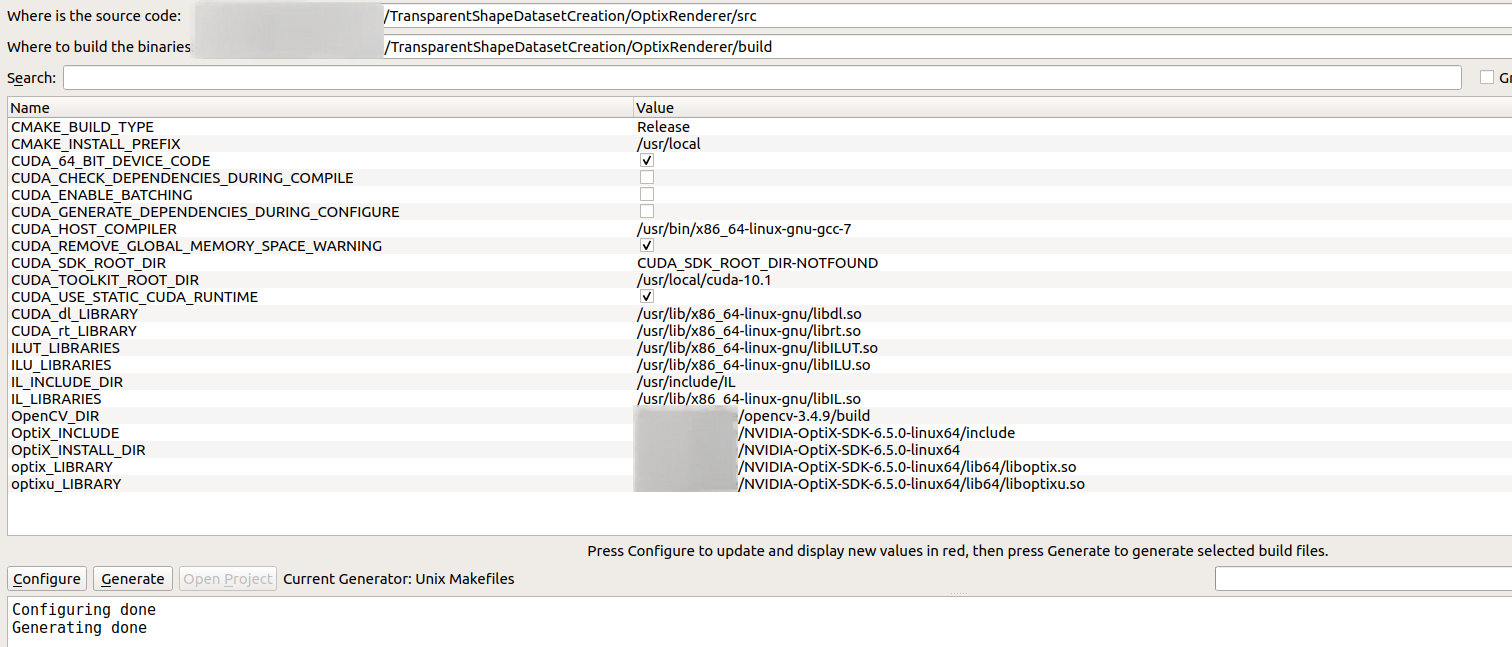 Where is the source code: /TransparentShapeDatasetCreation/OptixRenderer/src
Where to build the binaries /TransparentShapeDatasetCreation/OptixRenderer/build
Search:
Name Value
CMAKE_BUILD_TYPE Release
CMAKE_INSTALL_PREFIX /usr/local
CUDA_64_BIT_DEVICE_CODE
CUDA_CHECK_DEPENDENCIES_DURING_COMPILE
CUDA_ENABLE_BATCHING
CUDA_GENERATE_DEPENDENCIES_DURING_CONFIGURE
CUDA_HOST_COMPILER /usr/bin/x86_64-linux-gnu-gcc-7
CUDA_REMOVE_GLOBAL_MEMORY_SPACE_WARNING
CUDA_SDK_ROOT_DIR CUDA_SDK_ROOT_DIR-NOTFOUND
CUDA_TOOLKIT_ROOT_DIR /usr/local/cuda-10.1
CUDA_USE_STATIC_CUDA_RUNTIME
CUDA_dl_LIBRARY /usr/lib/x86_64-linux-gnu/libdl.so
CUDA_rt_LIBRARY /usr/lib/x86_64-linux-gnu/librt.so
ILUT_LIBRARIES /usr/lib/x86_64-linux-gnu/libILUT.so
ILU_LIBRARIES /usr/lib/x86_64-linux-gnu/libILU.so
IL_INCLUDE_DIR /usr/include/IL
IL_LIBRARIES /usr/lib/x86_64-linux-gnu/libIL.so
OpenCV_DIR /opencv-3.4.9/build
OptiX_INCLUDE /NVIDIA-OptiX-SDK-6.5.0-linux64/include
OptiX_INSTALL_DIR /NVIDIA-OptiX-SDK-6.5.0-linux64
optix_LIBRARY /NVIDIA-OptiX-SDK-6.5.0-linux64/lib64/liboptix.so
optixu_LIBRARY /NVIDIA-OptiX-SDK-6.5.0-linux64/lib64/liboptixu.so
Press Configure to update and display new values in red, then press Generate to generate selected build files.
Configure Generate Open Project Current Generator: Unix Makefiles
Configuring done
Generating done